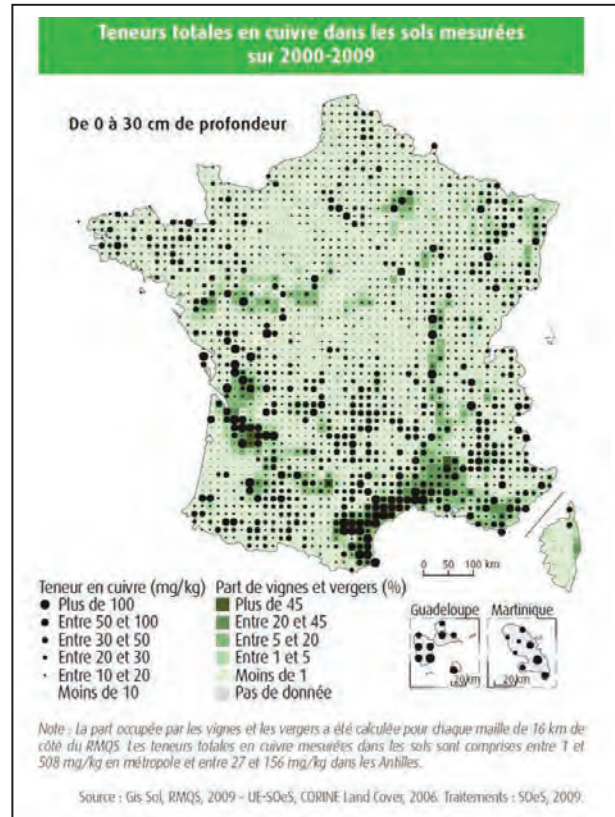 Teneurs totales en cuivre dans les sols mesurées
sur 2000-2009
De 0 à 30 cm de profondeur
0 50 100 km
Teneur en cuivre (mg/kg)
Plus de 100
Entre 50 et 100
Entre 30 et 50
Entre 20 et 30
Entre 10 et 20
Moins de 10
Part de vignes et vergers (%)
Plus de 45
Entre 20 et 45
Entre 5 et 20
Entre 1 et 5
Moins de 1
Pas de donnée
Guadeloupe
20 km
Martinique
20 km
Note : La part occupée par les vignes et les vergers a été calculée pour chaque maille de 16 km de
côté du RMQS. Les teneurs totales en cuivre mesurées dans les sols sont comprises entre 1 et
508 mg/kg en métropole et entre 27 et 156 mg/kg dans les Antilles.
Source : Gis Sol, RMQS, 2009 - UE-SOeS, CORINE Land Cover, 2006. Traitements : SOeS, 2009.